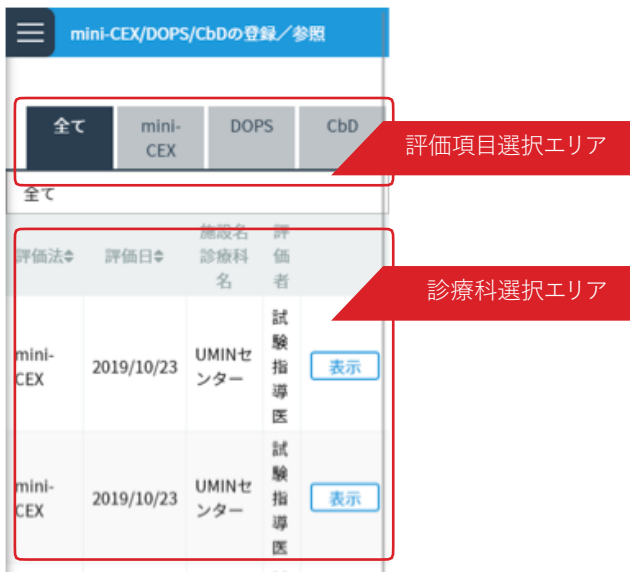 mini-CEX/DOPS/CbDの登録／参照
全て
mini-
CEX
DOPS
CbD
評価項目選択エリア
全て
評価法
評価日
施設名
診療科
名
評
価
者
診療科選択エリア
mini-
CEX
2019/10/23
UMINセ
ンター
試
験
指
導
医
表示
mini-
CEX
2019/10/23
UMINセ
ンター
試
験
指
導
医
表示